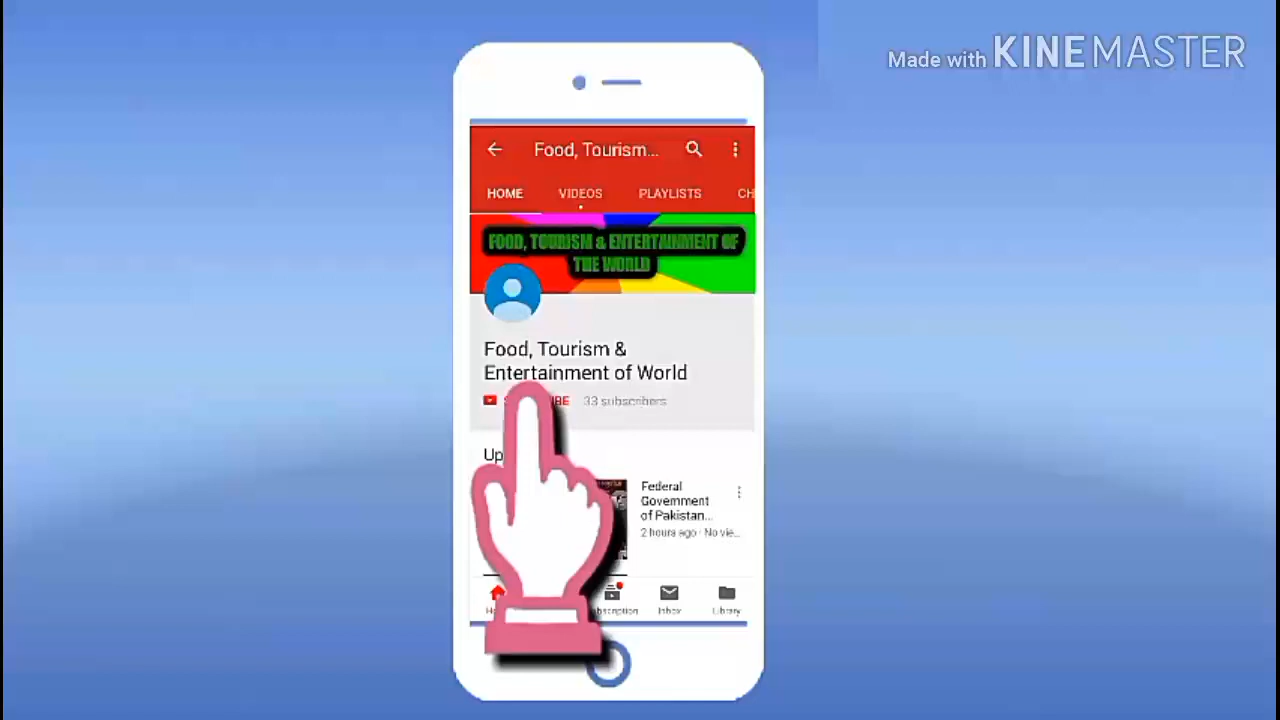 Made with KINEMASTER
Food, Tourism...
HOME VIDEOS PLAYLISTS CH
FOOD, TOURISM & ENTERTAINMENT OF
THE WORLD
Food, Tourism &
Entertainment of World
33 subscribers
Up
Federal
Government
of Pakistan...
2 hours ago · No vie...
Inbox
Library